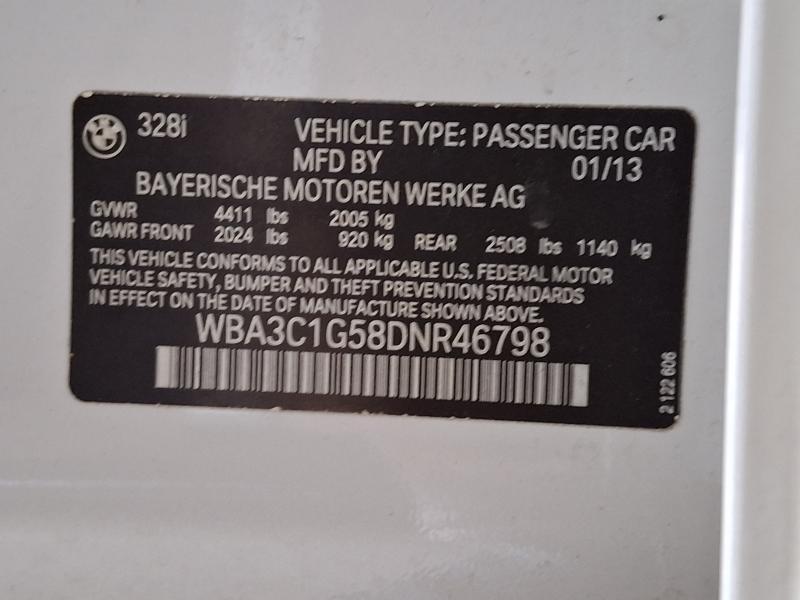 328i VEHICLE TYPE: PASSENGER CAR
MFD BY 01/13
BAYERISCHE MOTOREN WERKE AG
GVWR 4411 lbs 2005 kg
GAWR FRONT 2024 lbs 920 kg REAR 2508 lbs 1140 kg
THIS VEHICLE CONFORMS TO ALL APPLICABLE U.S. FEDERAL MOTOR
VEHICLE SAFETY, BUMPER AND THEFT PREVENTION STANDARDS
IN EFFECT ON THE DATE OF MANUFACTURE SHOWN ABOVE.
WBA3C1G58DNR46798
2 122 606